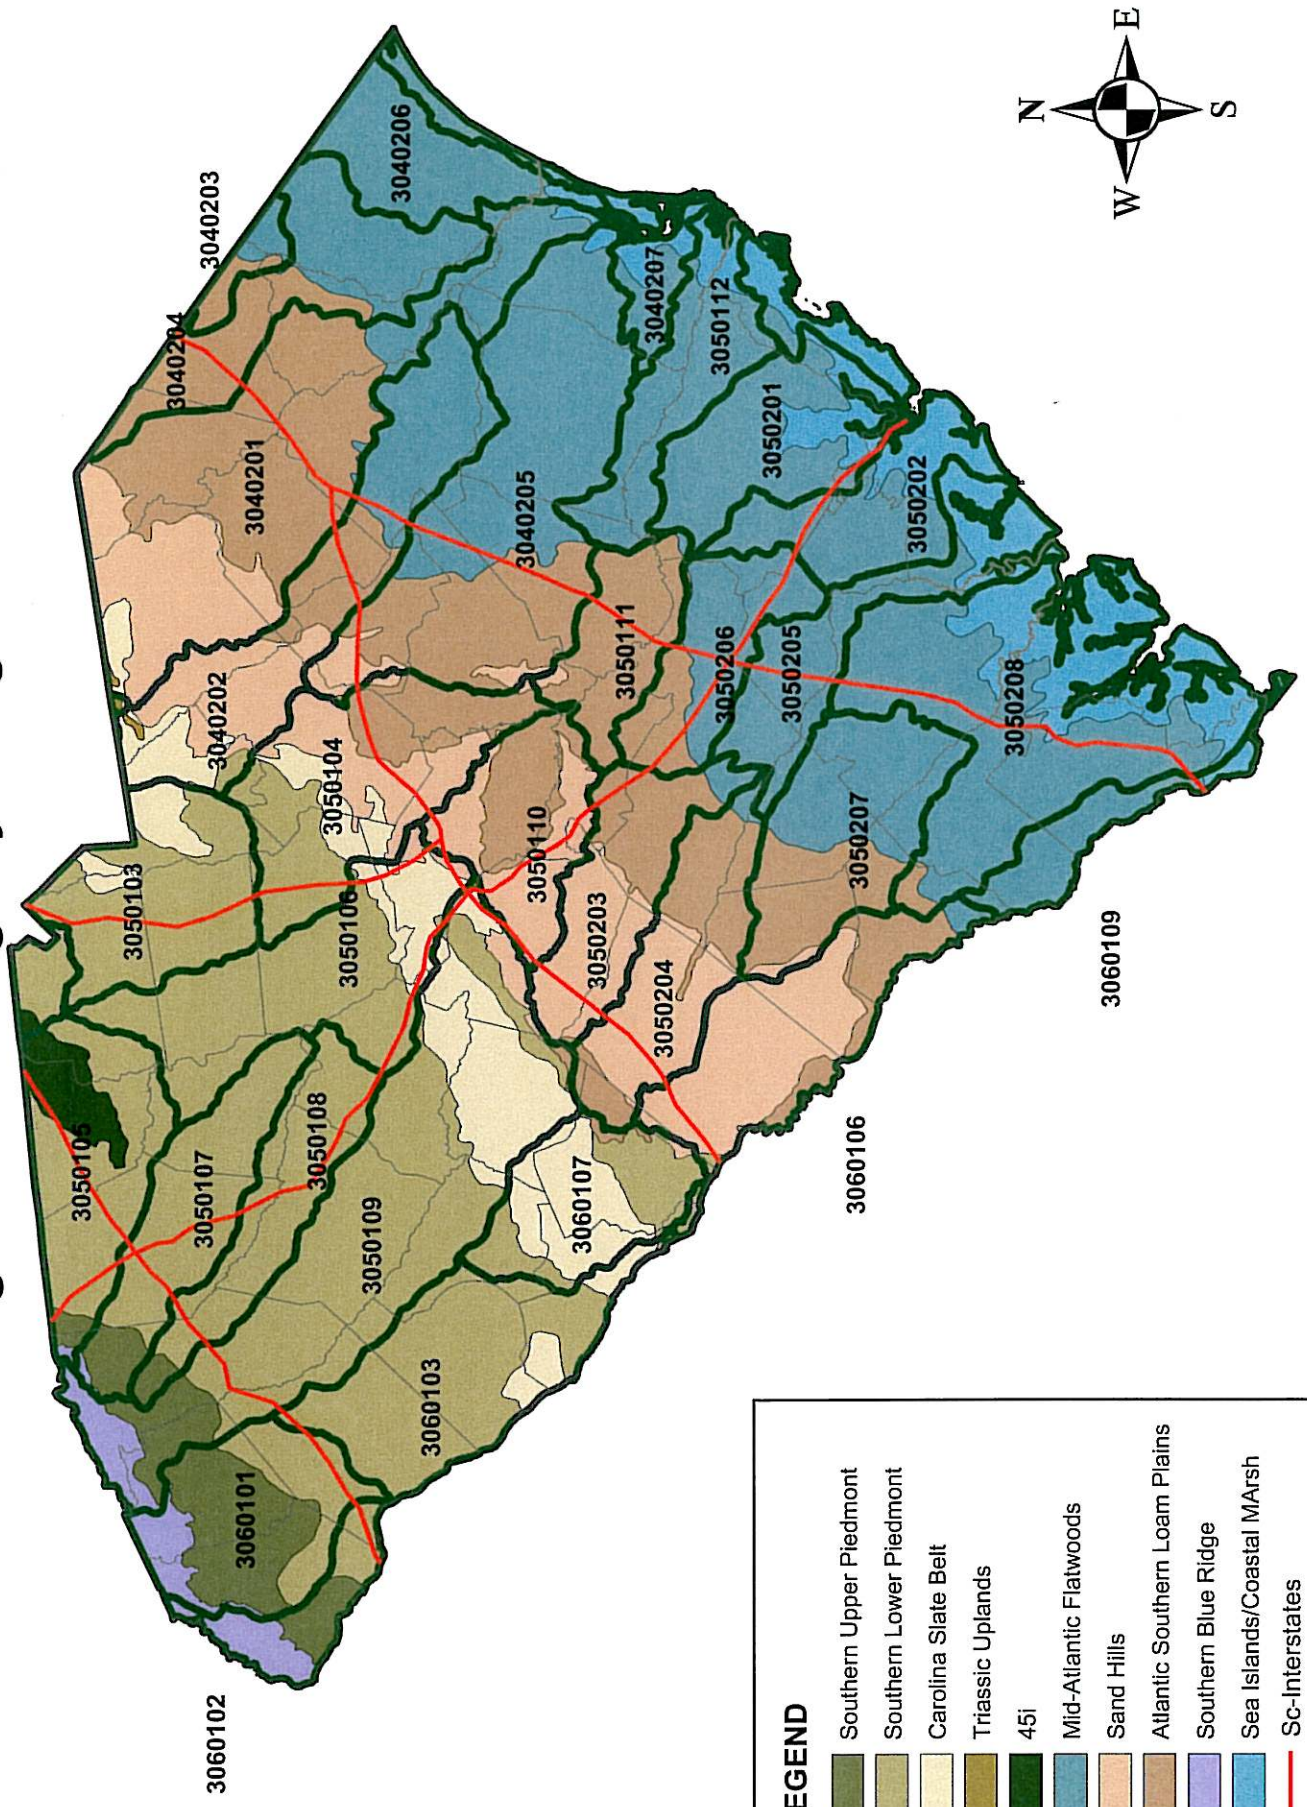 3060102
3060101
3060103
3050105
3050107
3050108
3050109
3060107
3060106
3060109
3050103
3050106
3050104
3050110
3050203
3050204
3040202
3040201
3040204
3040203
3040206
3040205
3040207
3050111
3050112
3050201
3050202
3050206
3050205
3050207
3050208
N
E
S
W
EGEND
Southern Upper Piedmont
Southern Lower Piedmont
Carolina Slate Belt
Triassic Uplands
45i
Mid-Atlantic Flatwoods
Sand Hills
Atlantic Southern Loam Plains
Southern Blue Ridge
Sea Islands/Coastal MArsh
Sc-Interstates